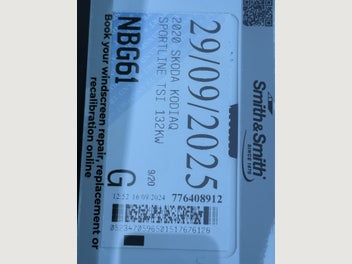 29/09/2025
2020 SKODA KODIAQ
SPORTLINE TSI 132KW
NBG61
G
9/20
12:52 16/09/2024 776408912
Smith&Smith
SINCE 1875
Book your windscreen repair, replacement or
recalibration online